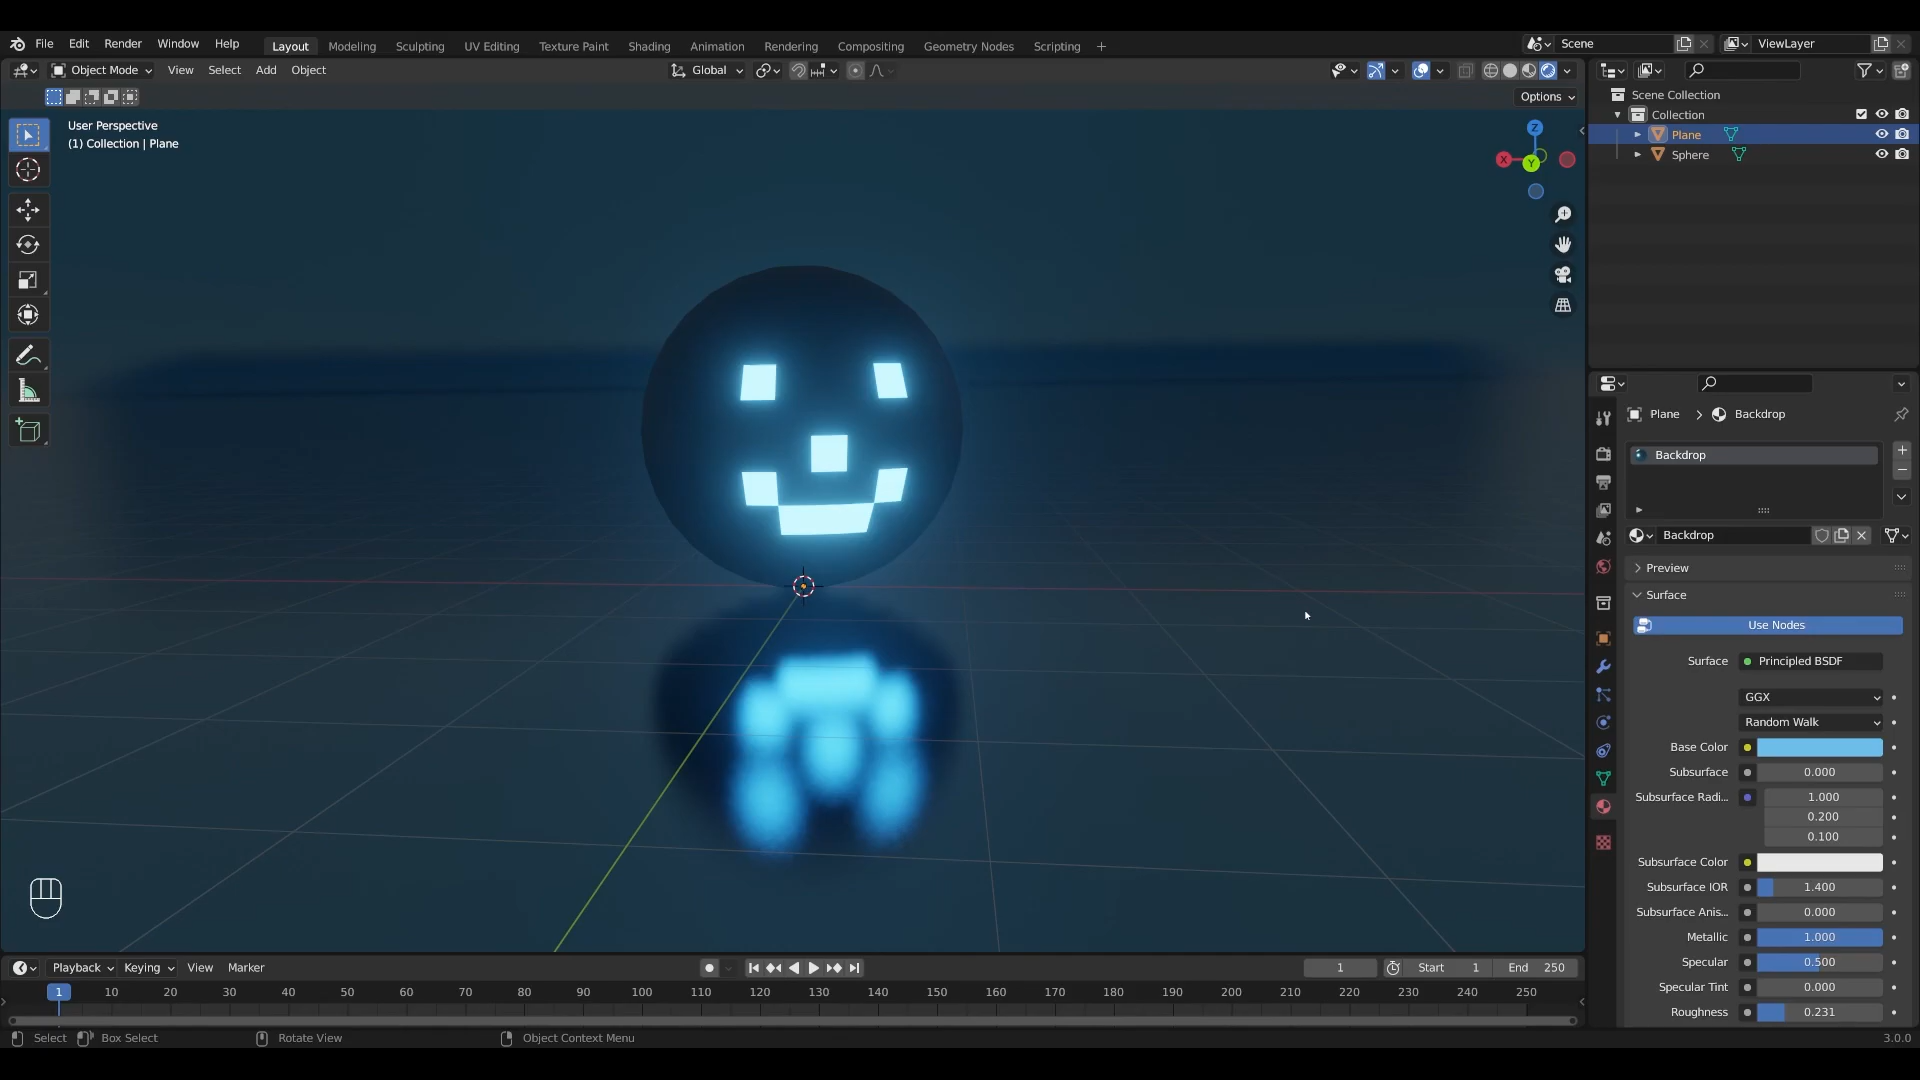 File Edit Render Window Help Layout Modeling Sculpting UV Editing Texture Paint Shading Animation Rendering Compositing Geometry Nodes Scripting + Scene ViewLayer
Object Mode View Select Add Object Global
Options
User Perspective
(1) Collection | Plane
Z
X
Y
Scene Collection
Collection
Plane
Sphere
Plane > Backdrop
Backdrop
Backdrop
Preview
Surface
Use Nodes
Surface Principled BSDF
GGX
Random Walk
Base Color
Subsurface 0.000
Subsurface Radi... 1.000
0.200
0.100
Subsurface Color
Subsurface IOR 1.400
Subsurface Anis... 0.000
Metallic 1.000
Specular 0.500
Specular Tint 0.000
Roughness 0.231
Playback Keying View Marker 1 Start 1 End 250
1 10 20 30 40 50 60 70 80 90 100 110 120 130 140 150 160 170 180 190 200 210 220 230 240 250
Select Box Select Rotate View Object Context Menu 3.0.0